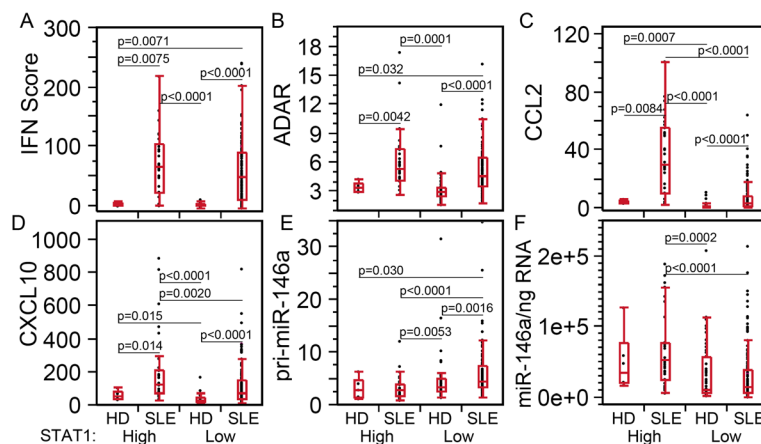 A
IFN Score
300
200
100
0
p=0.0071
p=0.0075
p<0.0001
p<0.0001
B
ADAR
18
15
12
9
6
3
p=0.0001
p=0.032
p<0.0001
p=0.0042
C
CCL2
120
80
40
0
p=0.0007
p<0.0001
p=0.0084
p<0.0001
p<0.0001
D
CXCL10
1000
800
600
400
200
0
p<0.0001
p=0.0020
p=0.015
p<0.0001
p=0.014
E
pri-miR-146a
30
20
10
5
0
p=0.030
p<0.0001
p=0.0016
p=0.0053
F
miR-146a/ng RNA
2e+5
1e+5
0e+0
p=0.0002
p<0.0001
HD SLE HD SLE HD SLE HD SLE HD SLE HD SLE
STAT1: High Low High Low High Low